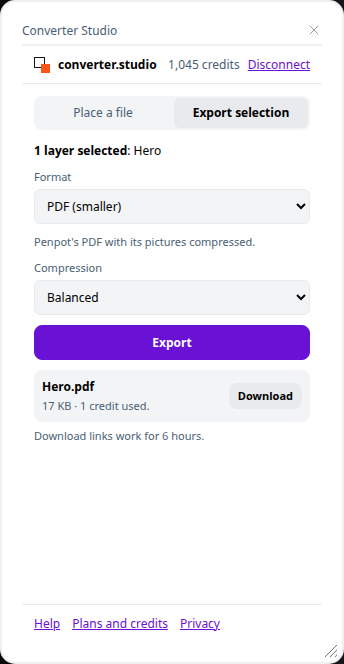 Converter Studio
converter.studio 1,045 credits Disconnect
Place a file Export selection
1 layer selected: Hero
Format
PDF (smaller)
Penpot's PDF with its pictures compressed.
Compression
Balanced
Export
Hero.pdf
17 KB · 1 credit used.
Download
Download links work for 6 hours.
Help Plans and credits Privacy